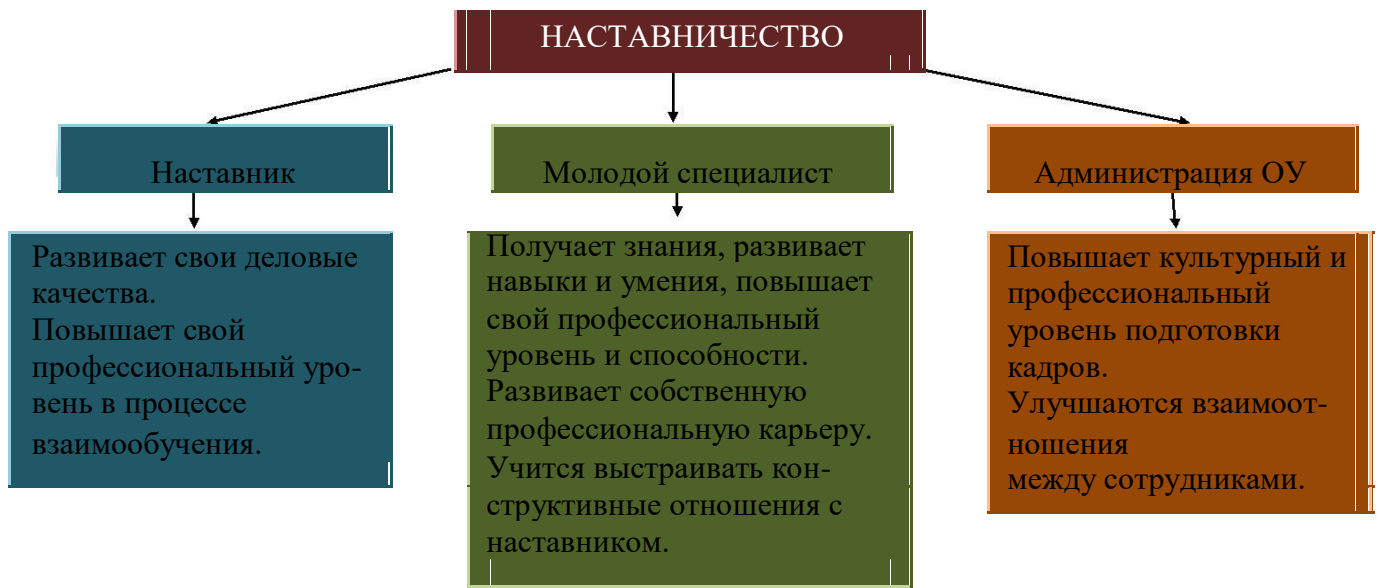 НАСТАВНИЧЕСТВО
Наставник
Молодой специалист
Администрация ОУ
Развивает свои деловые
качества.
Повышает свой
профессиональный уро-
вень в процессе
взаимообучения.
Получает знания, развивает
навыки и умения, повышает
свой профессиональный
уровень и способности.
Развивает собственную
профессиональную карьеру.
Учится выстраивать кон-
структивные отношения с
наставником.
Повышает культурный и
профессиональный
уровень подготовки
кадров.
Улучшаются взаимоот-
ношения
между сотрудниками.